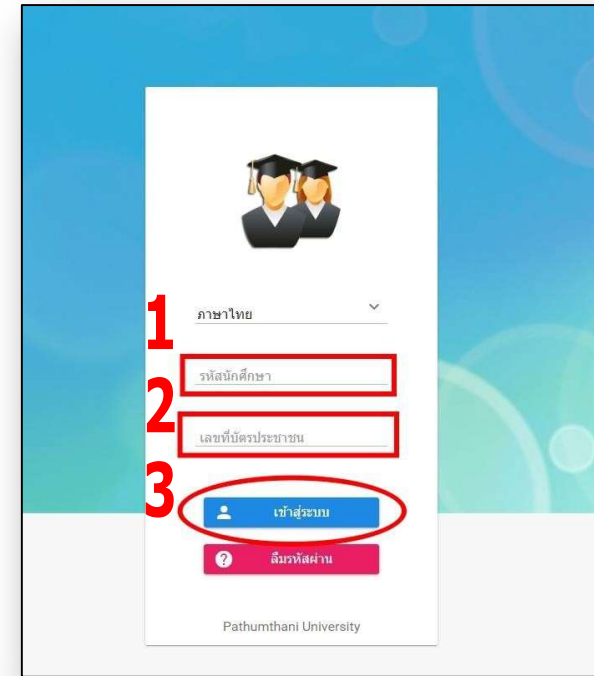 1
ภาษาไทย
รหัสนักศึกษา
2
เลขที่บัตรประชาชน
3
เข้าสู่ระบบ
? ลืมรหัสผ่าน
Pathumthani University